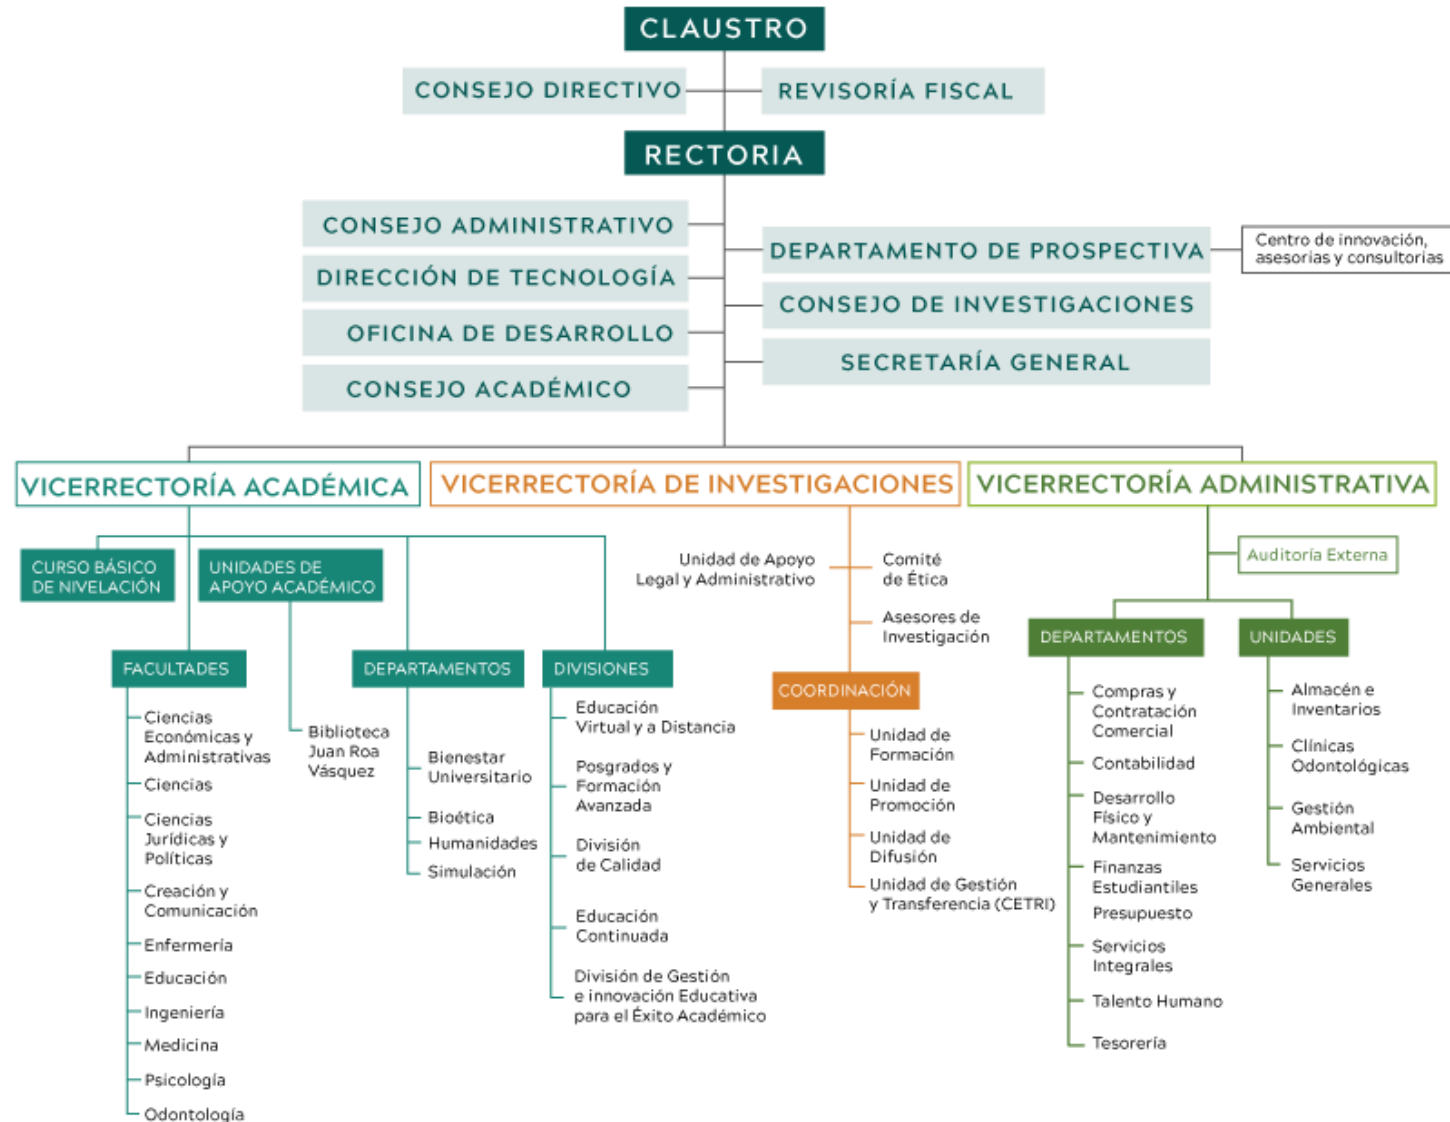 CLAUSTRO
CONSEJO DIRECTIVO
REVISORÍA FISCAL
RECTORIA
CONSEJO ADMINISTRATIVO
DIRECCIÓN DE TECNOLOGÍA
OFICINA DE DESARROLLO
CONSEJO ACADÉMICO
DEPARTAMENTO DE PROSPECTIVA
Centro de innovación,
asesorias y consultorias
CONSEJO DE INVESTIGACIONES
SECRETARÍA GENERAL
VICERRECTORÍA ACADÉMICA
CURSO BÁSICO
DE NIVELACIÓN
UNIDADES DE
APOYO ACADÉMICO
FACULTADES
Ciencias
Económicas y
Administrativas
Ciencias
Ciencias
Jurídicas y
Políticas
Creación y
Comunicación
Enfermería
Educación
Ingeniería
Medicina
Psicología
Odontología
Biblioteca
Juan Roa
Vásquez
DEPARTAMENTOS
Bienestar
Universitario
Bioética
Humanidades
Simulación
DIVISIONES
Educación
Virtual y a Distancia
Posgrados y
Formación
Avanzada
División
de Calidad
Educación
Continuada
División de Gestión
e innovación Educativa
para el Éxito Académico
VICERRECTORÍA DE INVESTIGACIONES
Unidad de Apoyo
Legal y Administrativo
Comité
de Ética
Asesores de
Investigación
COORDINACIÓN
Unidad de
Formación
Unidad de
Promoción
Unidad de
Difusión
Unidad de Gestión
y Transferencia (CETRI)
VICERRECTORÍA ADMINISTRATIVA
Auditoría Externa
DEPARTAMENTOS
Compras y
Contratación
Comercial
Contabilidad
Desarrollo
Físico y
Mantenimiento
Finanzas
Estudiantiles
Presupuesto
Servicios
Integrales
Talento Humano
Tesorería
UNIDADES
Almacén e
Inventarios
Clínicas
Odontológicas
Gestión
Ambiental
Servicios
Generales